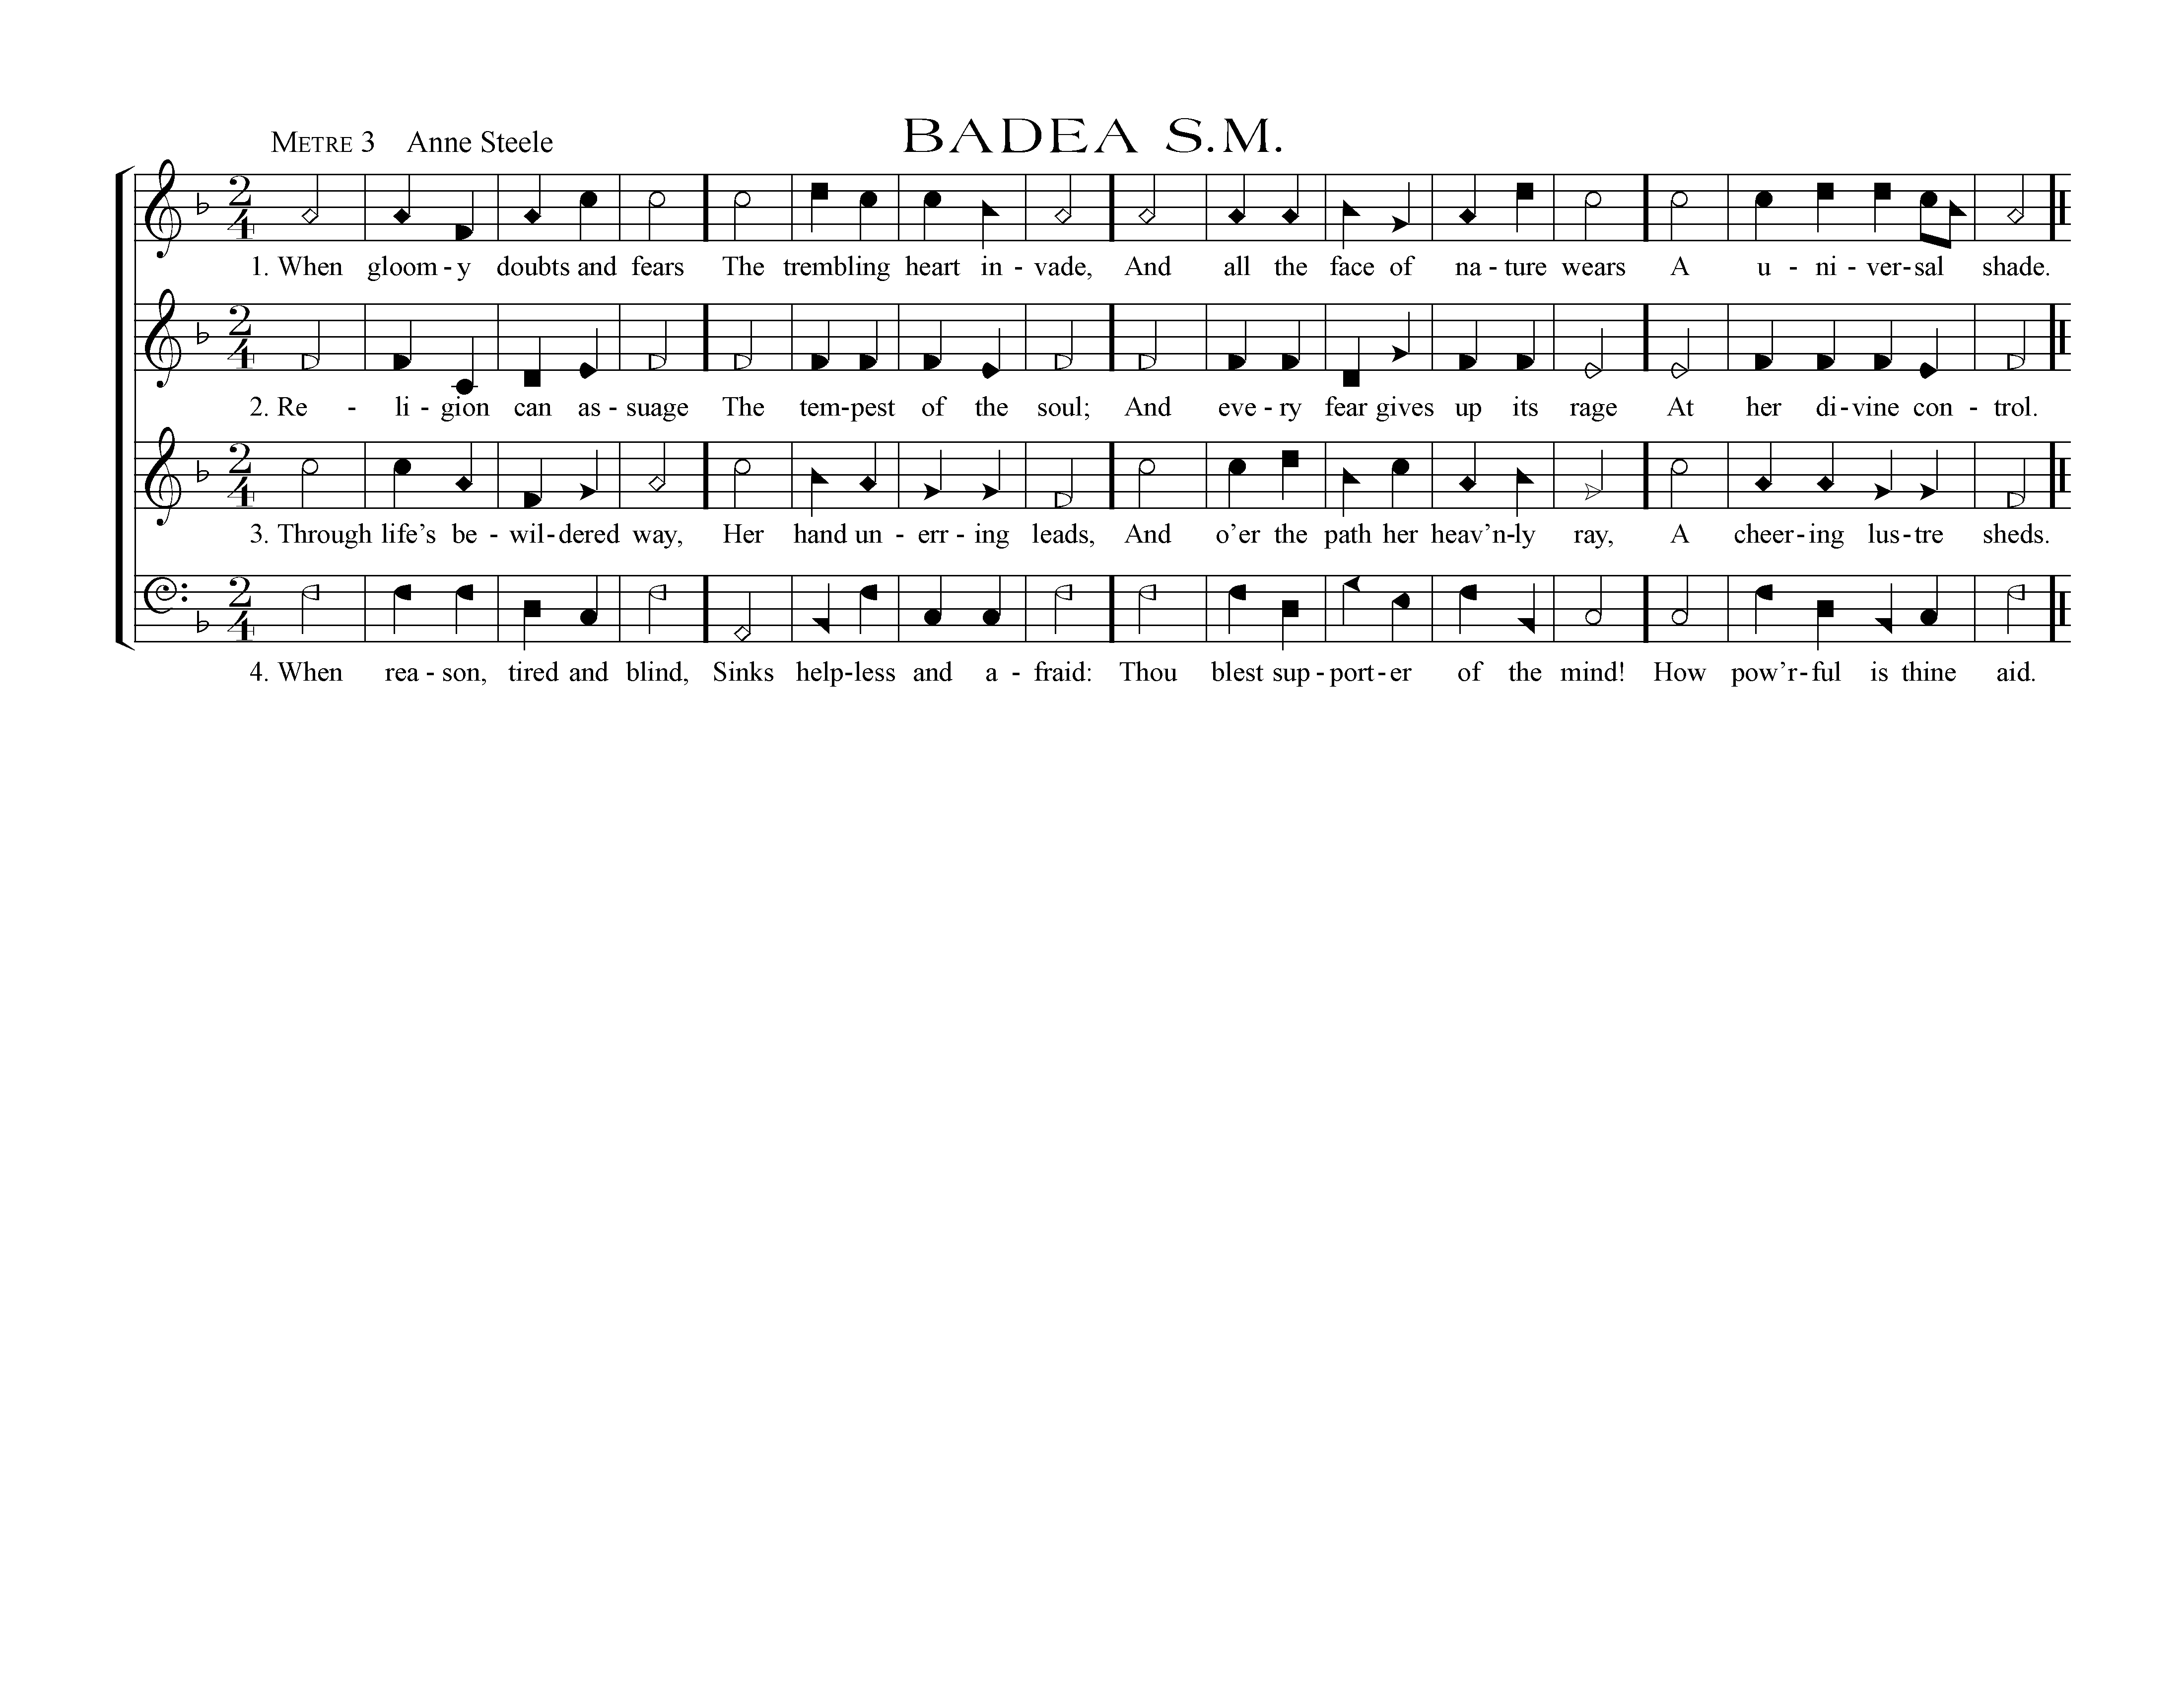 METRE 3 Anne Steele BADEA S.M.
1. When gloom - y doubts and fears The trembling heart in - vade, And all the face of na - ture wears A u - ni - ver - sal shade.
2. Re - li - gion can as - suage The tem - pest of the soul; And eve - ry fear gives up its rage At her di - vine con - trol.
3. Through life's be - wil - dered way, Her hand un - err - ing leads, And o'er the path her heav'n - ly ray, A cheer - ing lus - tre sheds.
4. When rea - son, tired and blind, Sinks help - less and a - fraid: Thou blest sup - port - er of the mind! How pow'r - ful is thine aid.